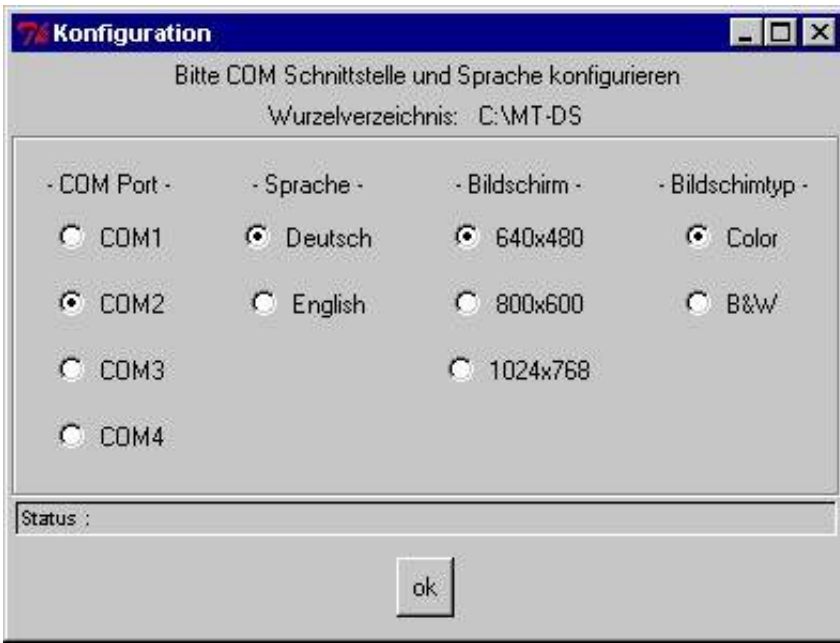 Konfiguration
Bitte COM Schnittstelle und Sprache konfigurieren
Wurzelverzeichnis: C:\MT-DS
- COM Port - - Sprache - - Bildschirm - - Bildschimtyp -
COM1 Deutsch 640x480 Color
COM2 English 800x600 B&W
COM3 1024x768
COM4
Status :
ok